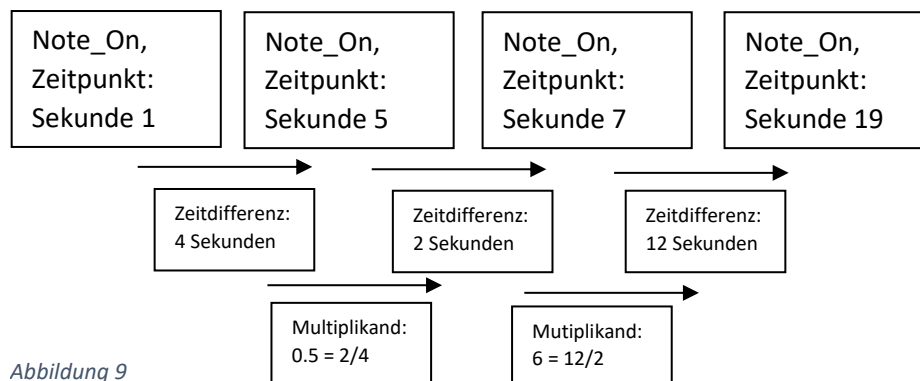 Note_On,
Zeitpunkt:
Sekunde 1
Note_On,
Zeitpunkt:
Sekunde 5
Note_On,
Zeitpunkt:
Sekunde 7
Note_On,
Zeitpunkt:
Sekunde 19
Zeitdifferenz:
4 Sekunden
Zeitdifferenz:
2 Sekunden
Zeitdifferenz:
12 Sekunden
Multiplikand:
0.5 = 2/4
Mutiplikand:
6 = 12/2
Abbildung 9